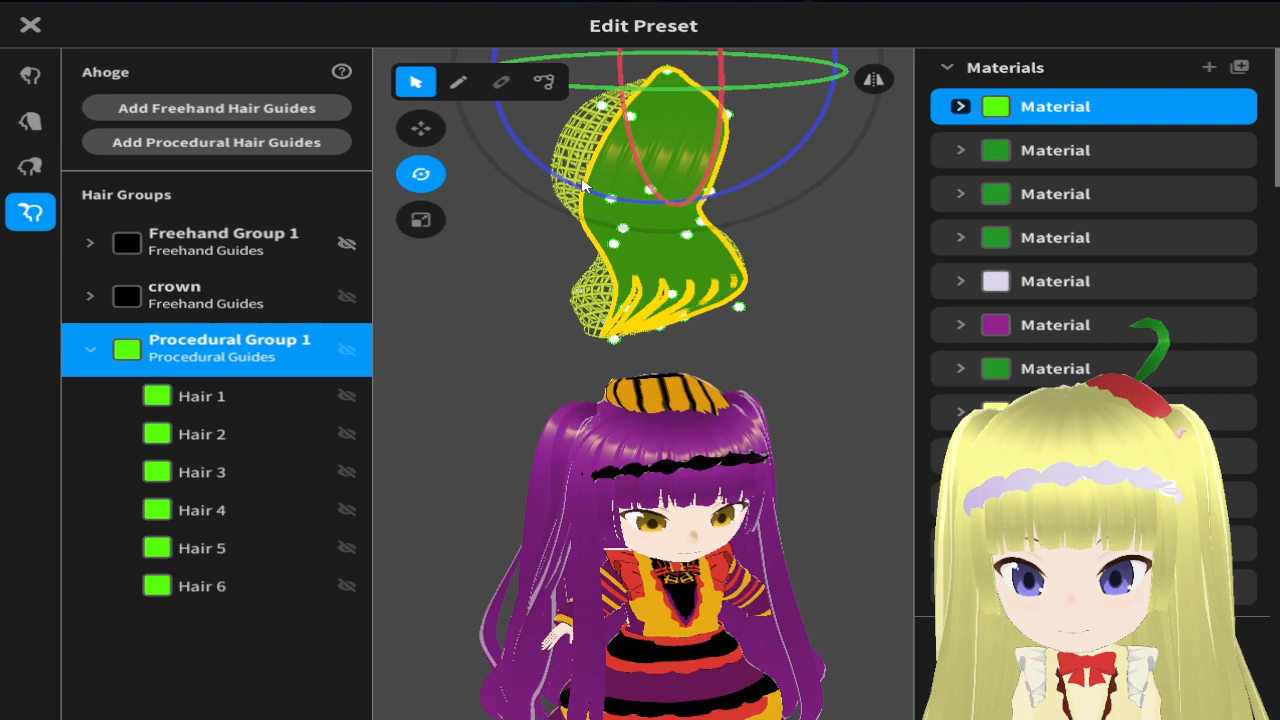 Edit Preset
Ahoge
Add Freehand Hair Guides
Add Procedural Hair Guides
Hair Groups
Freehand Group 1
Freehand Guides
crown
Freehand Guides
Procedural Group 1
Procedural Guides
Hair 1
Hair 2
Hair 3
Hair 4
Hair 5
Hair 6
Materials
Material
Material
Material
Material
Material
Material
Material